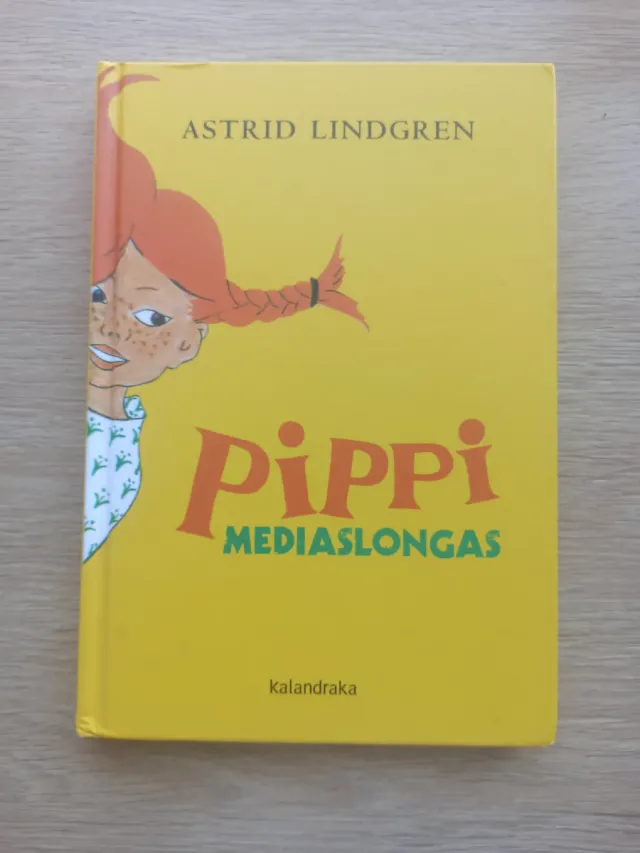 ASTRID LINDGREN
PiPPi
MEDIASLONGAS
kalandraka